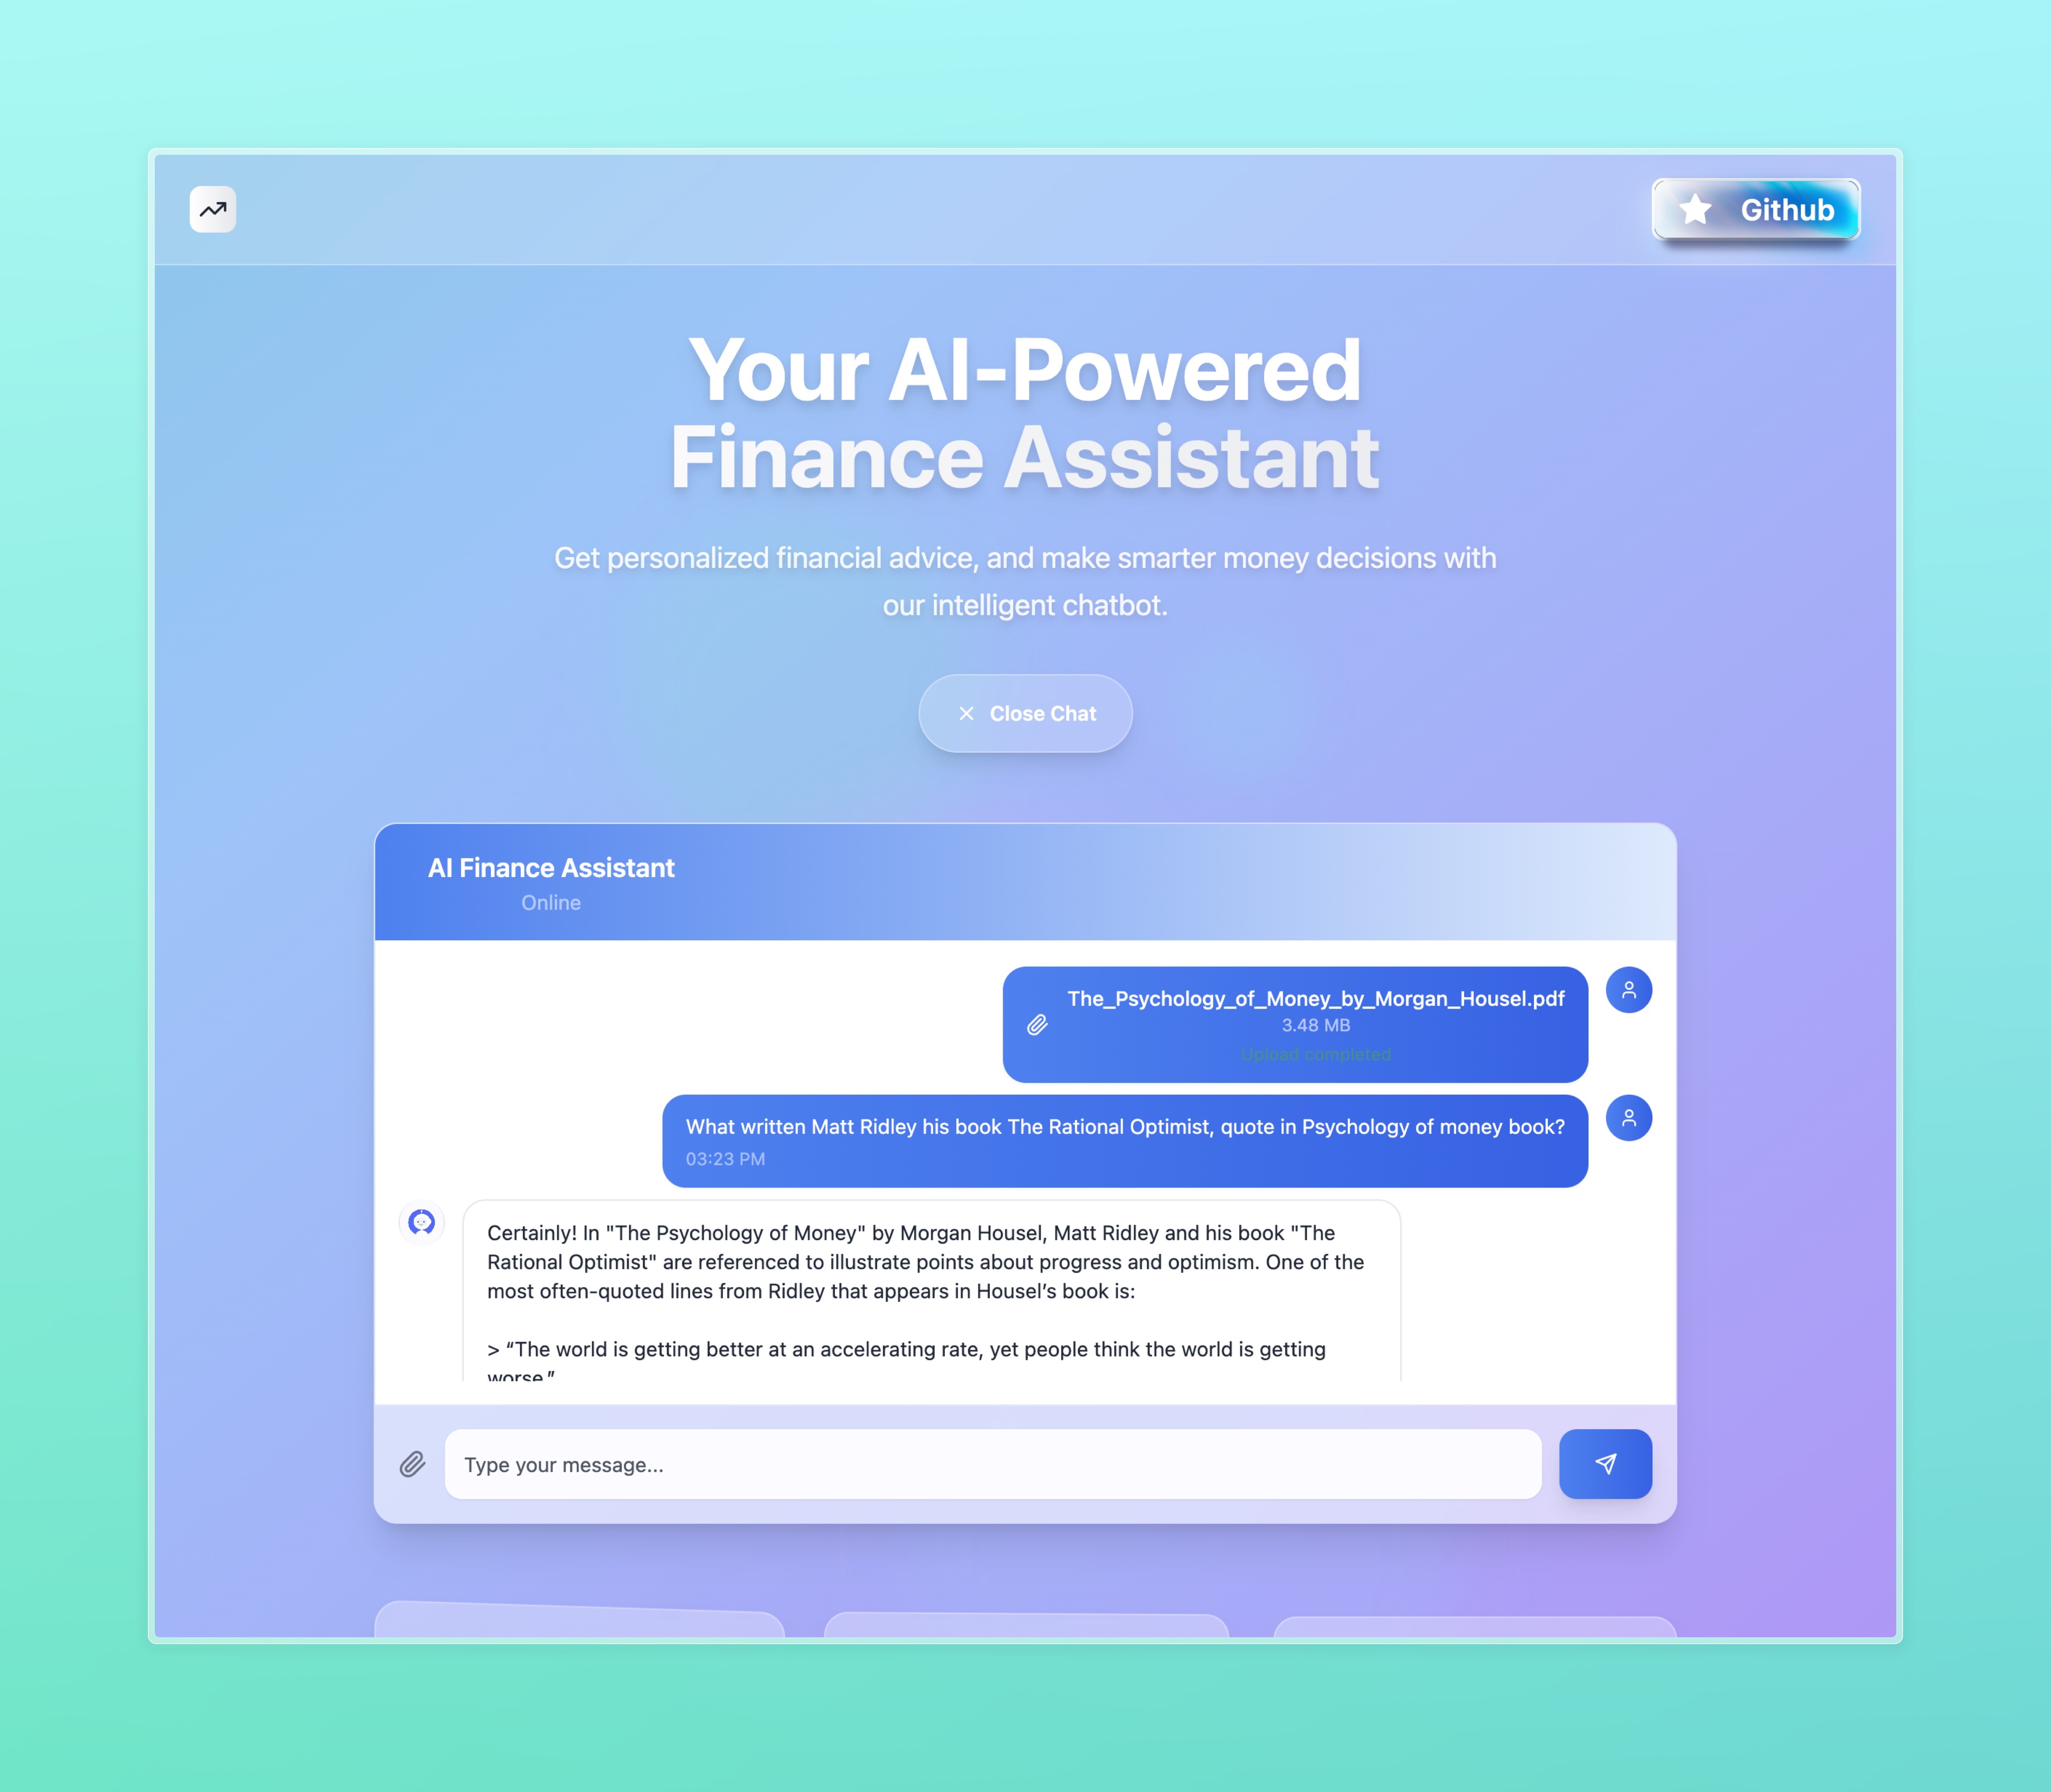 Github
Your AI-Powered
Finance Assistant
Get personalized financial advice, and make smarter money decisions with
our intelligent chatbot.
Close Chat
AI Finance Assistant
Online
The_Psychology_of_Money_by_Morgan_Housel.pdf
3.48 MB
Upload completed
What written Matt Ridley his book The Rational Optimist, quote in Psychology of money book?
03:23 PM
Certainly! In "The Psychology of Money" by Morgan Housel, Matt Ridley and his book "The
Rational Optimist" are referenced to illustrate points about progress and optimism. One of the
most often-quoted lines from Ridley that appears in Housel’s book is:
> “The world is getting better at an accelerating rate, yet people think the world is getting
worse.”
Type your message...